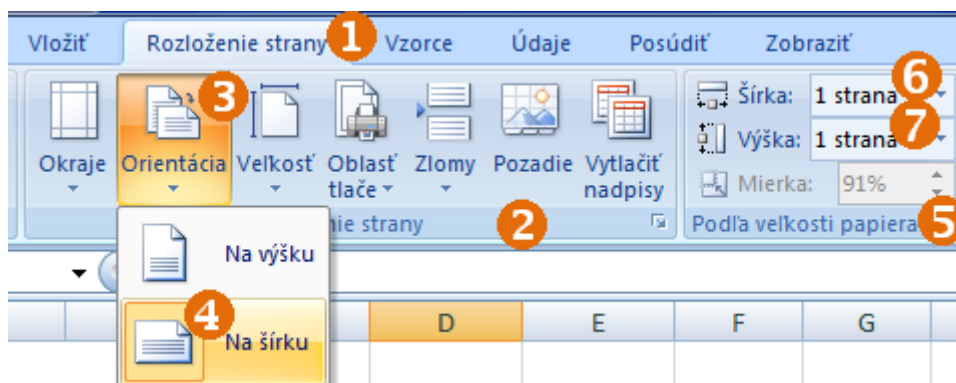 Vložiť Rozloženie strany 1 Vzorce Údaje Posúdiť Zobraziť
3 6
Šírka: 1 strana
7
Výška: 1 strana
Okraje Orientácia Veľkosť Oblasť tlače Zlomy Pozadie Vytlačiť nadpisy
Mierka: 91%
nie strany 2 Podľa veľkosti papiera 5
Na výšku
4
Na šírku
D E F G